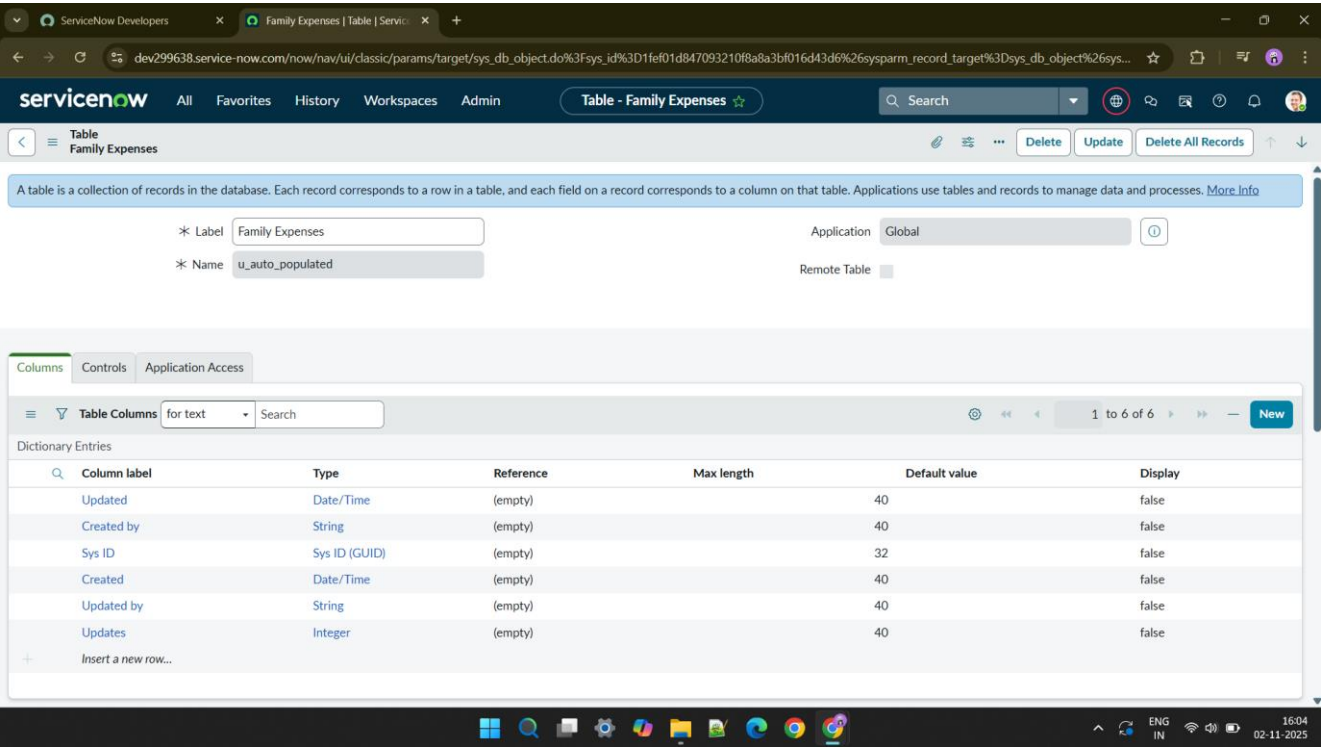 ServiceNow Developers
Family Expenses | Table | Servic
dev299638.service-now.com/now/nav/ui/classic/params/target/sys_db_object.do%3Fsys_id%3D1fef01d847093210f8a8a3bf016d43d6%26sysparm_record_target%3Dsys_db_object%26sys...
servicenow All Favorites History Workspaces Admin Table - Family Expenses Search
Table
Family Expenses
Delete Update Delete All Records
A table is a collection of records in the database. Each record corresponds to a row in a table, and each field on a record corresponds to a column on that table. Applications use tables and records to manage data and processes. More Info
Label Family Expenses Application Global
Name u_auto_populated Remote Table
Columns Controls Application Access
Table Columns for text Search 1 to 6 of 6 New
Dictionary Entries
Column label Type Reference Max length Default value Display
Updated Date/Time (empty) 40 false
Created by String (empty) 40 false
Sys ID Sys ID (GUID) (empty) 32 false
Created Date/Time (empty) 40 false
Updated by String (empty) 40 false
Updates Integer (empty) 40 false
Insert a new row...
ENG 16:04
IN 02-11-2025